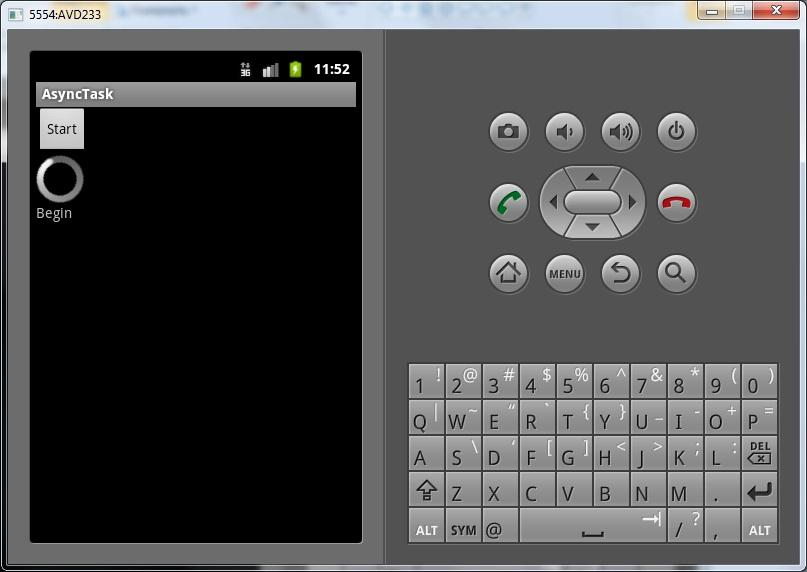 5554:AVD233
3G 11:52
AsyncTask
Start
Begin
MENU
1 ! 2 @ 3 # 4 $ 5 % 6 ^ 7 & 8 * 9 ( 0 )
Q | W ~ E “ R ` T { Y } U _ I - O + P =
A S \ D ‘ F [ G ] H < J > K ; L : DEL
Z X C V B N M .
ALT SYM @ / ? , ALT